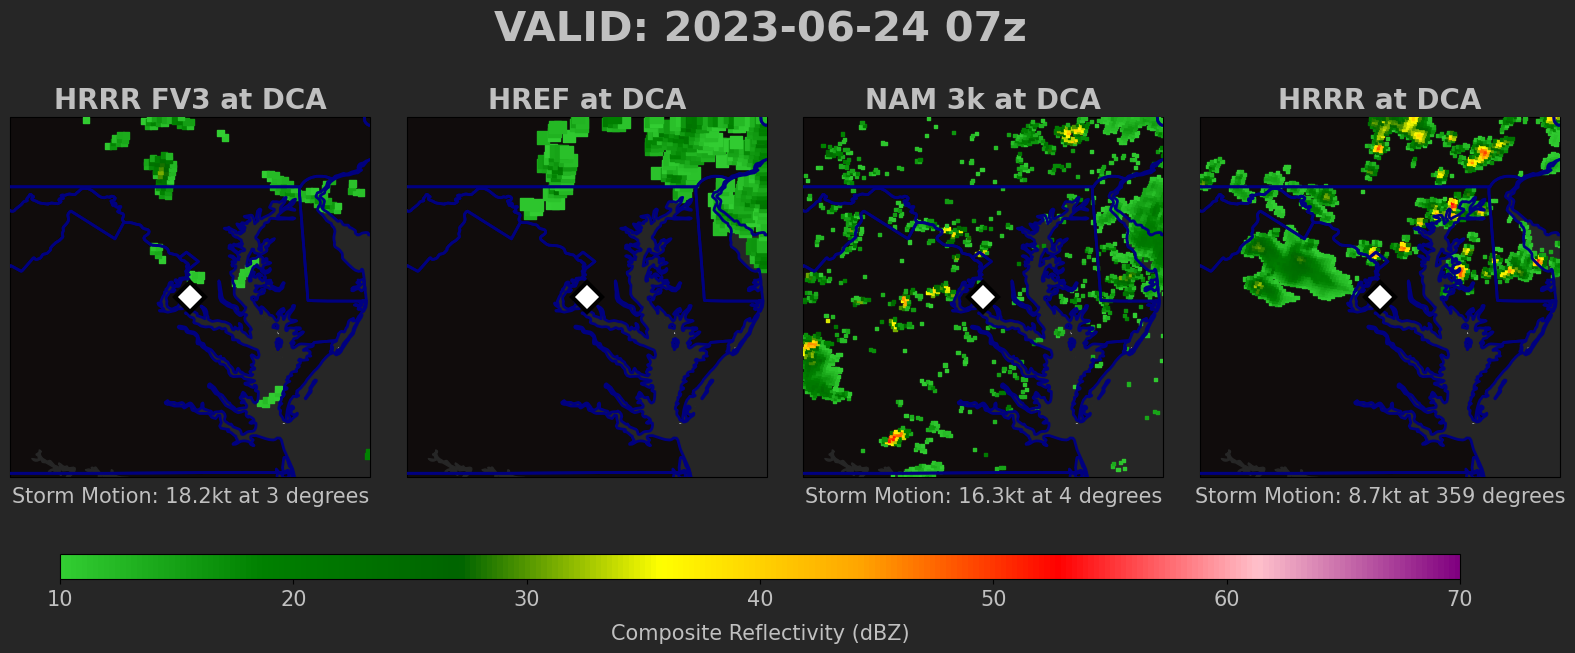 VALID: 2023-06-24 07z
HRRR FV3 at DCA
HREF at DCA
NAM 3k at DCA
HRRR at DCA
Storm Motion: 18.2kt at 3 degrees
Storm Motion: 16.3kt at 4 degrees
Storm Motion: 8.7kt at 359 degrees
10 20 30 40 50 60 70
Composite Reflectivity (dBZ)